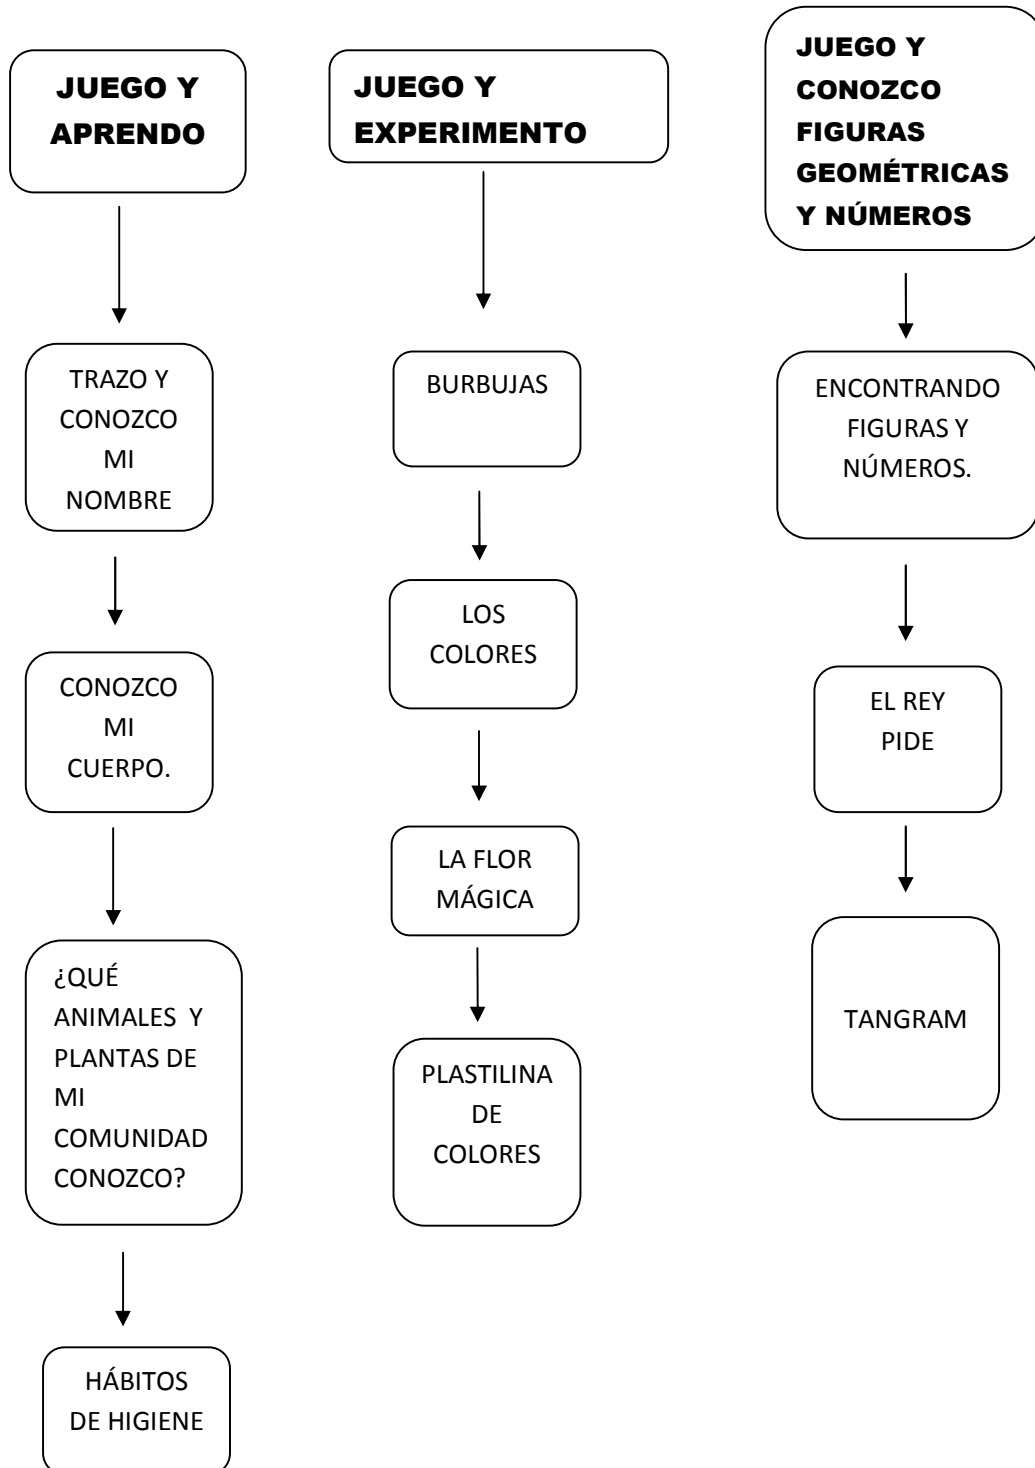 JUEGO Y
APRENDO
TRAZO Y
CONOZCO
MI
NOMBRE
CONOZCO
MI
CUERPO.
¿QUÉ
ANIMALES Y
PLANTAS DE
MI
COMUNIDAD
CONOZCO?
HÁBITOS
DE HIGIENE
JUEGO Y
EXPERIMENTO
BURBUJAS
LOS
COLORES
LA FLOR
MÁGICA
PLASTILINA
DE
COLORES
JUEGO Y
CONOZCO
FIGURAS
GEOMÉTRICAS
Y NÚMEROS
ENCONTRANDO
FIGURAS Y
NÚMEROS.
EL REY
PIDE
TANGRAM